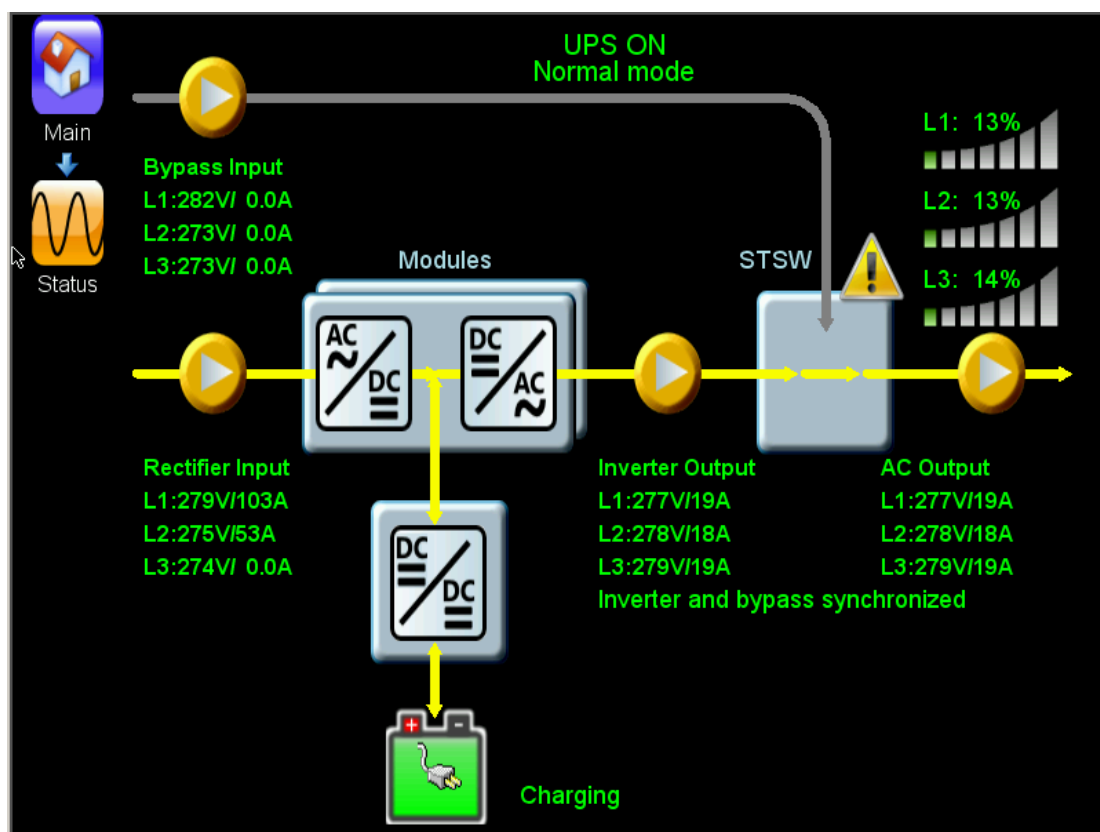 UPS ON
Normal mode
Main
Status
Bypass Input
L1:282V/ 0.0A
L2:273V/ 0.0A
L3:273V/ 0.0A
L1: 13%
L2: 13%
L3: 14%
Modules
STSW
AC
DC
DC
AC
Rectifier Input
L1:279V/103A
L2:275V/53A
L3:274V/ 0.0A
Inverter Output
L1:277V/19A
L2:278V/18A
L3:279V/19A
Inverter and bypass synchronized
AC Output
L1:277V/19A
L2:278V/18A
L3:279V/19A
DC
DC
+ -
Charging